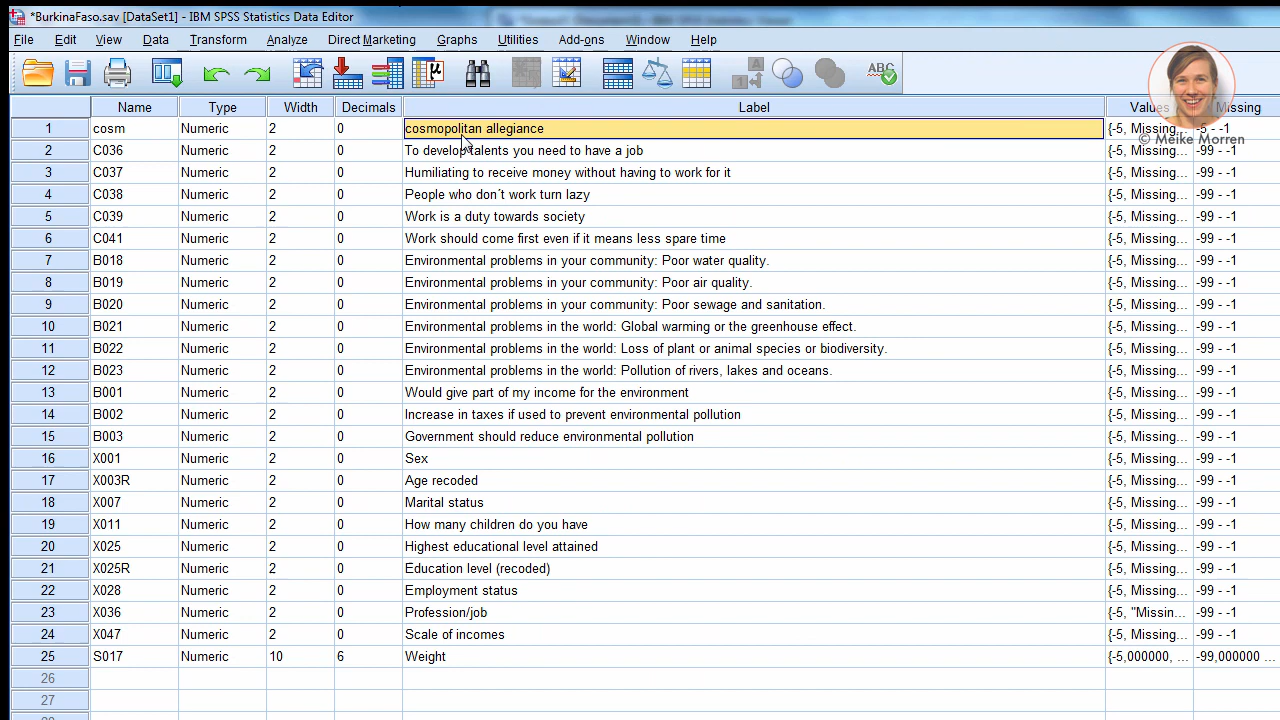 *BurkinaFaso.sav [DataSet1] - IBM SPSS Statistics Data Editor
File Edit View Data Transform Analyze Direct Marketing Graphs Utilities Add-ons Window Help
Name Type Width Decimals Label Values Missing
1 cosm Numeric 2 0 cosmopolitan allegiance {-5, Missing... -5 - -1
© Meike Morren
2 C036 Numeric 2 0 To develop talents you need to have a job {-5, Missing... -99 - -1
3 C037 Numeric 2 0 Humiliating to receive money without having to work for it {-5, Missing... -99 - -1
4 C038 Numeric 2 0 People who don´t work turn lazy {-5, Missing... -99 - -1
5 C039 Numeric 2 0 Work is a duty towards society {-5, Missing... -99 - -1
6 C041 Numeric 2 0 Work should come first even if it means less spare time {-5, Missing... -99 - -1
7 B018 Numeric 2 0 Environmental problems in your community: Poor water quality. {-5, Missing... -99 - -1
8 B019 Numeric 2 0 Environmental problems in your community: Poor air quality. {-5, Missing... -99 - -1
9 B020 Numeric 2 0 Environmental problems in your community: Poor sewage and sanitation. {-5, Missing... -99 - -1
10 B021 Numeric 2 0 Environmental problems in the world: Global warming or the greenhouse effect. {-5, Missing... -99 - -1
11 B022 Numeric 2 0 Environmental problems in the world: Loss of plant or animal species or biodiversity. {-5, Missing... -99 - -1
12 B023 Numeric 2 0 Environmental problems in the world: Pollution of rivers, lakes and oceans. {-5, Missing... -99 - -1
13 B001 Numeric 2 0 Would give part of my income for the environment {-5, Missing... -99 - -1
14 B002 Numeric 2 0 Increase in taxes if used to prevent environmental pollution {-5, Missing... -99 - -1
15 B003 Numeric 2 0 Government should reduce environmental pollution {-5, Missing... -99 - -1
16 X001 Numeric 2 0 Sex {-5, Missing... -99 - -1
17 X003R Numeric 2 0 Age recoded {-5, Missing... -99 - -1
18 X007 Numeric 2 0 Marital status {-5, Missing... -99 - -1
19 X011 Numeric 2 0 How many children do you have {-5, Missing... -99 - -1
20 X025 Numeric 2 0 Highest educational level attained {-5, Missing... -99 - -1
21 X025R Numeric 2 0 Education level (recoded) {-5, Missing... -99 - -1
22 X028 Numeric 2 0 Employment status {-5, Missing... -99 - -1
23 X036 Numeric 2 0 Profession/job {-5, "Missin... -99 - -1
24 X047 Numeric 2 0 Scale of incomes {-5, Missing... -99 - -1
25 S017 Numeric 10 6 Weight {-5,000000, ... -99,000000 ...
26
27